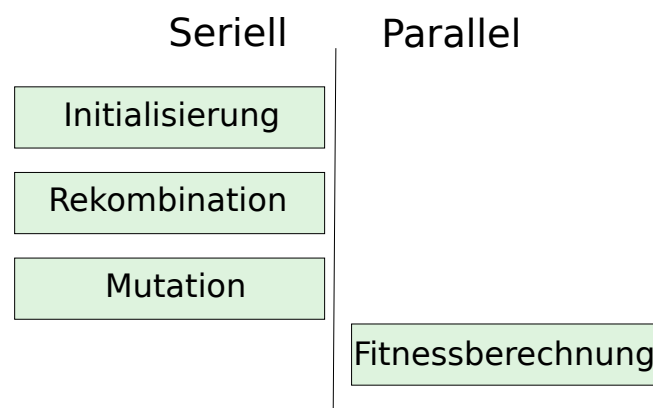 Seriell Parallel
Initialisierung
Rekombination
Mutation
Fitnessberechnung